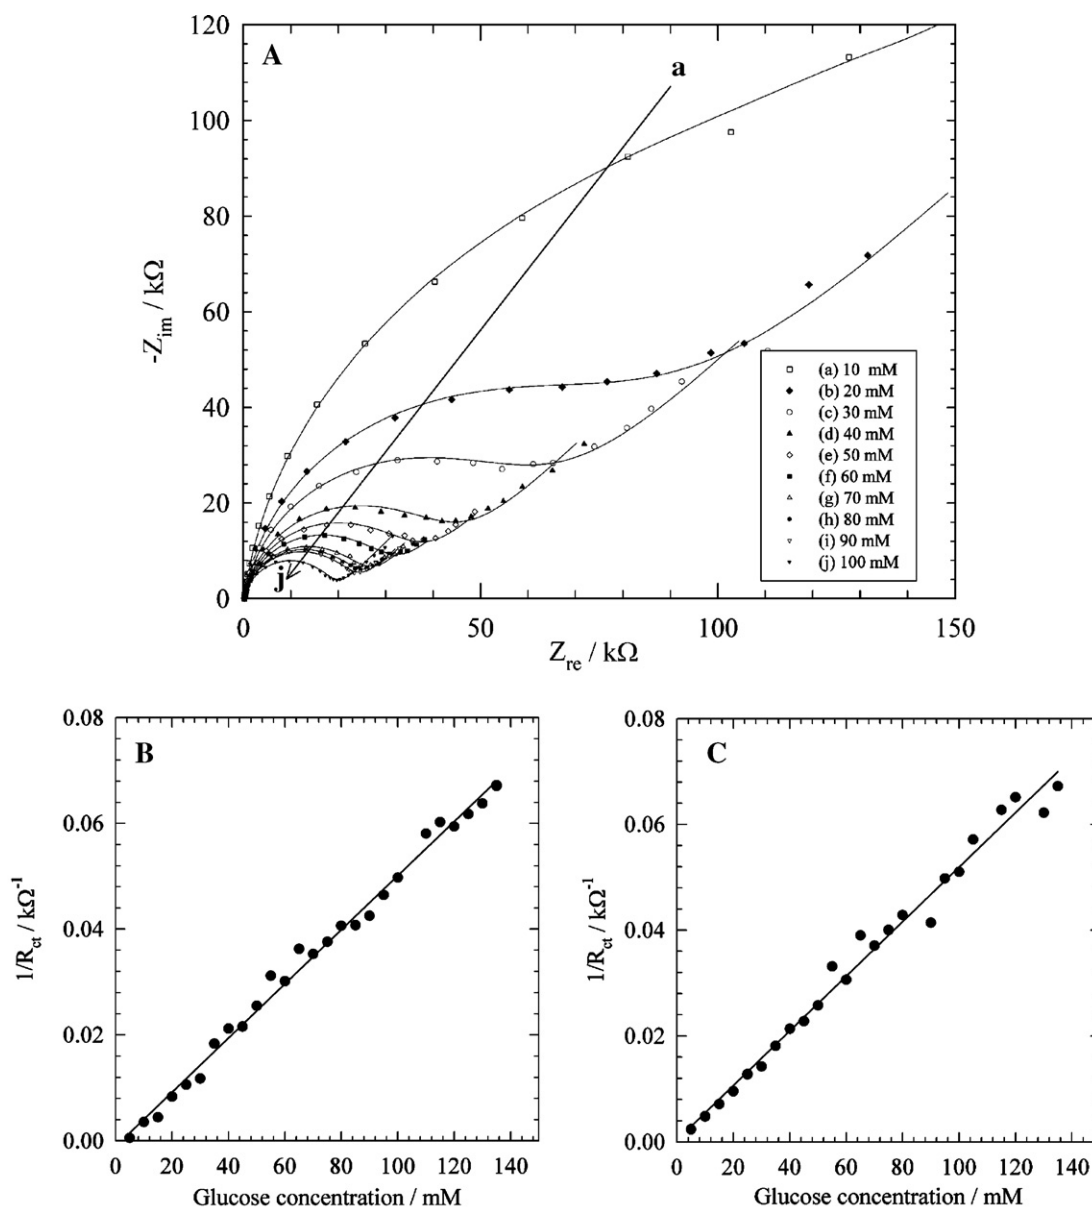 A
a
j
120
100
80
60
40
20
0
-Z_im / kΩ
0 50 100 150
Z_re / kΩ
(a) 10 mM
(b) 20 mM
(c) 30 mM
(d) 40 mM
(e) 50 mM
(f) 60 mM
(g) 70 mM
(h) 80 mM
(i) 90 mM
(j) 100 mM
B
0.08
0.06
0.04
0.02
0.00
1/R_ct / kΩ⁻¹
0 20 40 60 80 100 120 140
Glucose concentration / mM
C
0.08
0.06
0.04
0.02
0.00
1/R_ct / kΩ⁻¹
0 20 40 60 80 100 120 140
Glucose concentration / mM